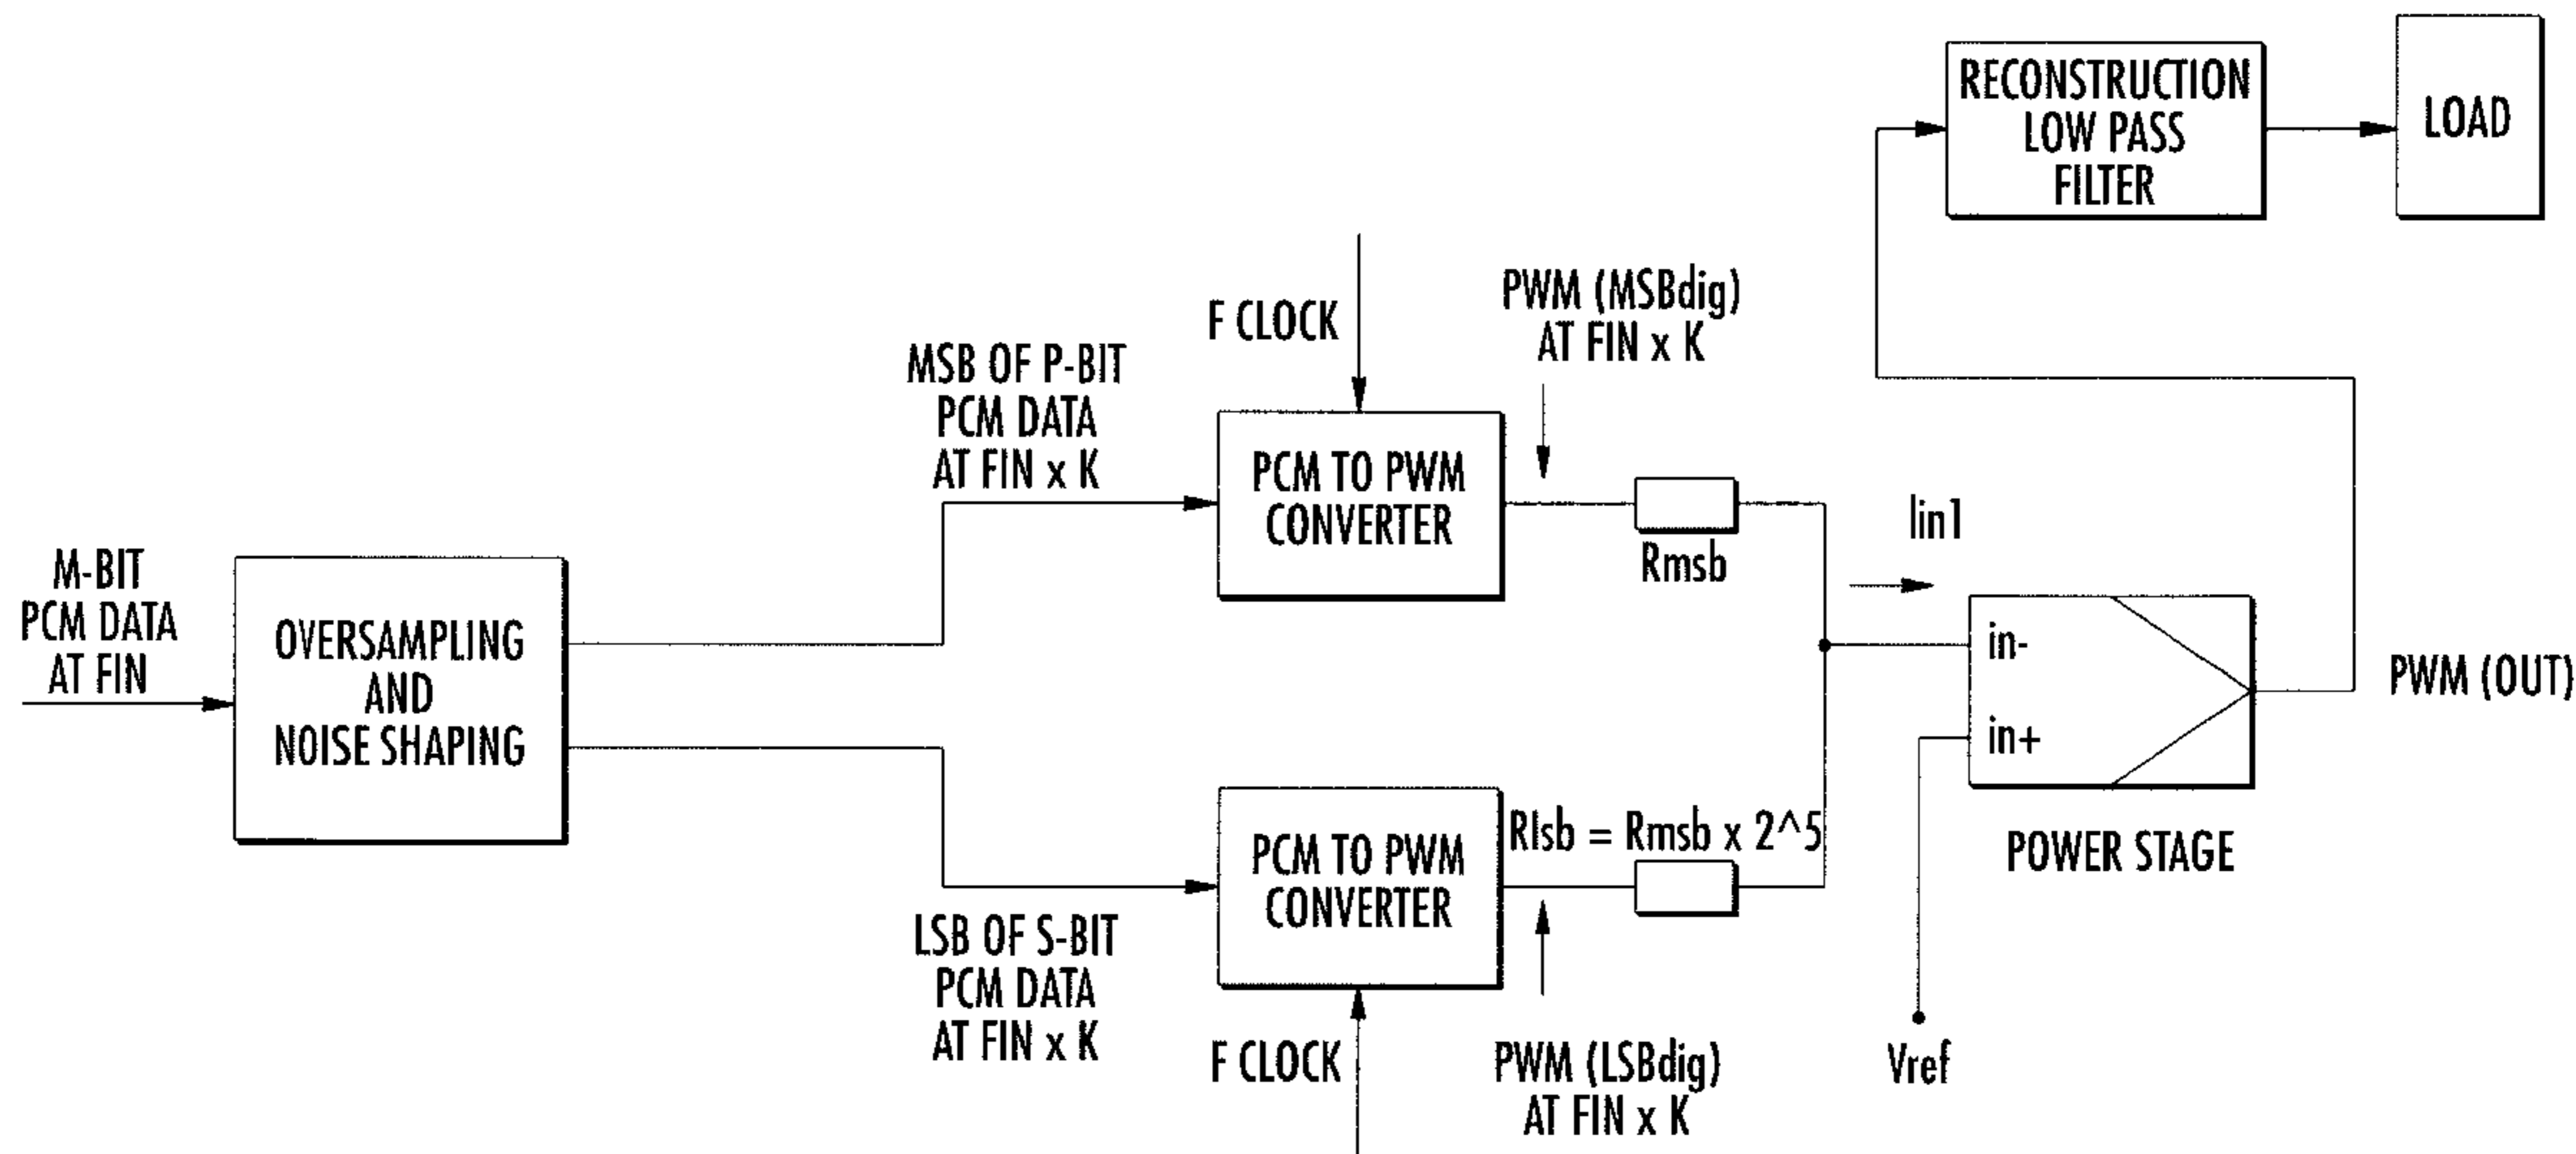 M-BIT
PCM DATA
AT FIN
OVERSAMPLING
AND
NOISE SHAPING
MSB OF P-BIT
PCM DATA
AT FIN x K
LSB OF S-BIT
PCM DATA
AT FIN x K
F CLOCK
PCM TO PWM
CONVERTER
PCM TO PWM
CONVERTER
F CLOCK
PWM (MSBdig)
AT FIN x K
Rmsb
Rlsb = Rmsb x 2^5
PWM (LSBdig)
AT FIN x K
Iin1
in-
in+
POWER STAGE
Vref
PWM (OUT)
RECONSTRUCTION
LOW PASS
FILTER
LOAD